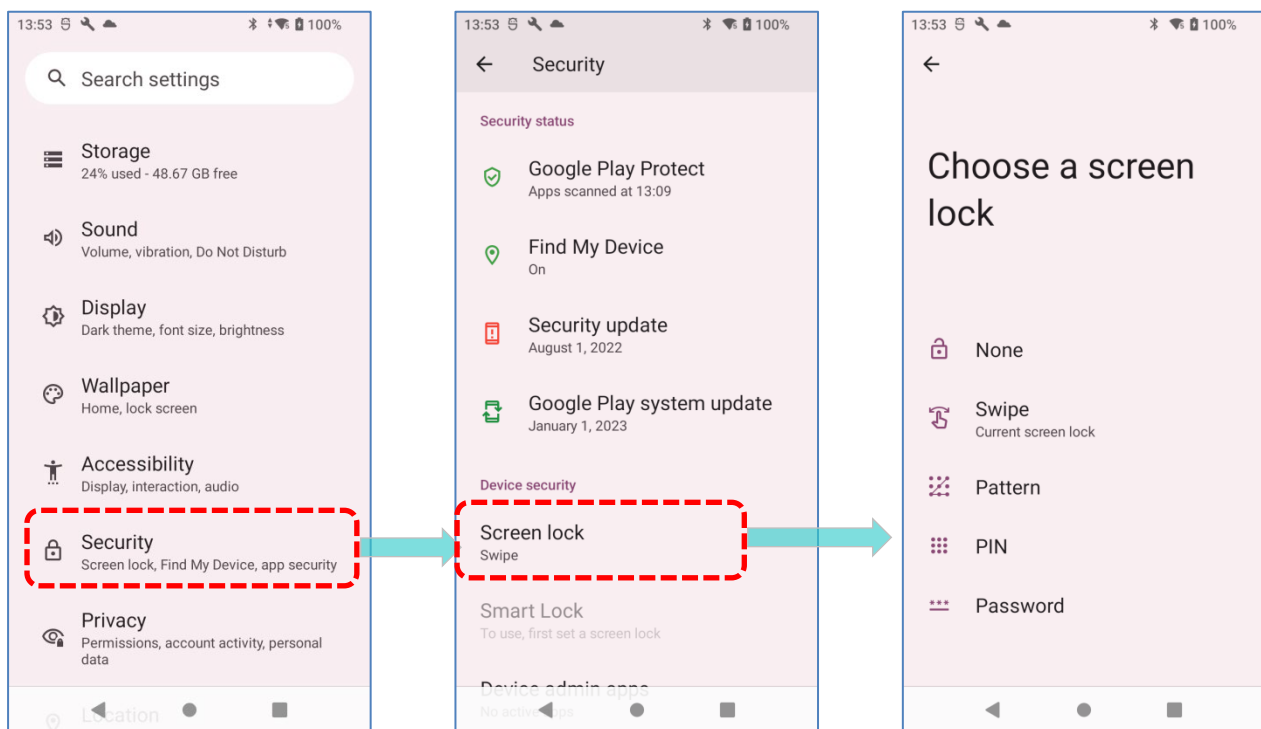 13:53
100%
Search settings
Storage
24% used - 48.67 GB free
Sound
Volume, vibration, Do Not Disturb
Display
Dark theme, font size, brightness
Wallpaper
Home, lock screen
Accessibility
Display, interaction, audio
Security
Screen lock, Find My Device, app security
Privacy
Permissions, account activity, personal
data
Location
13:53
100%
Security
Security status
Google Play Protect
Apps scanned at 13:09
Find My Device
On
Security update
August 1, 2022
Google Play system update
January 1, 2023
Device security
Screen lock
Swipe
Smart Lock
To use, first set a screen lock
Device admin apps
No active apps
13:53
100%
Choose a screen
lock
None
Swipe
Current screen lock
Pattern
PIN
Password